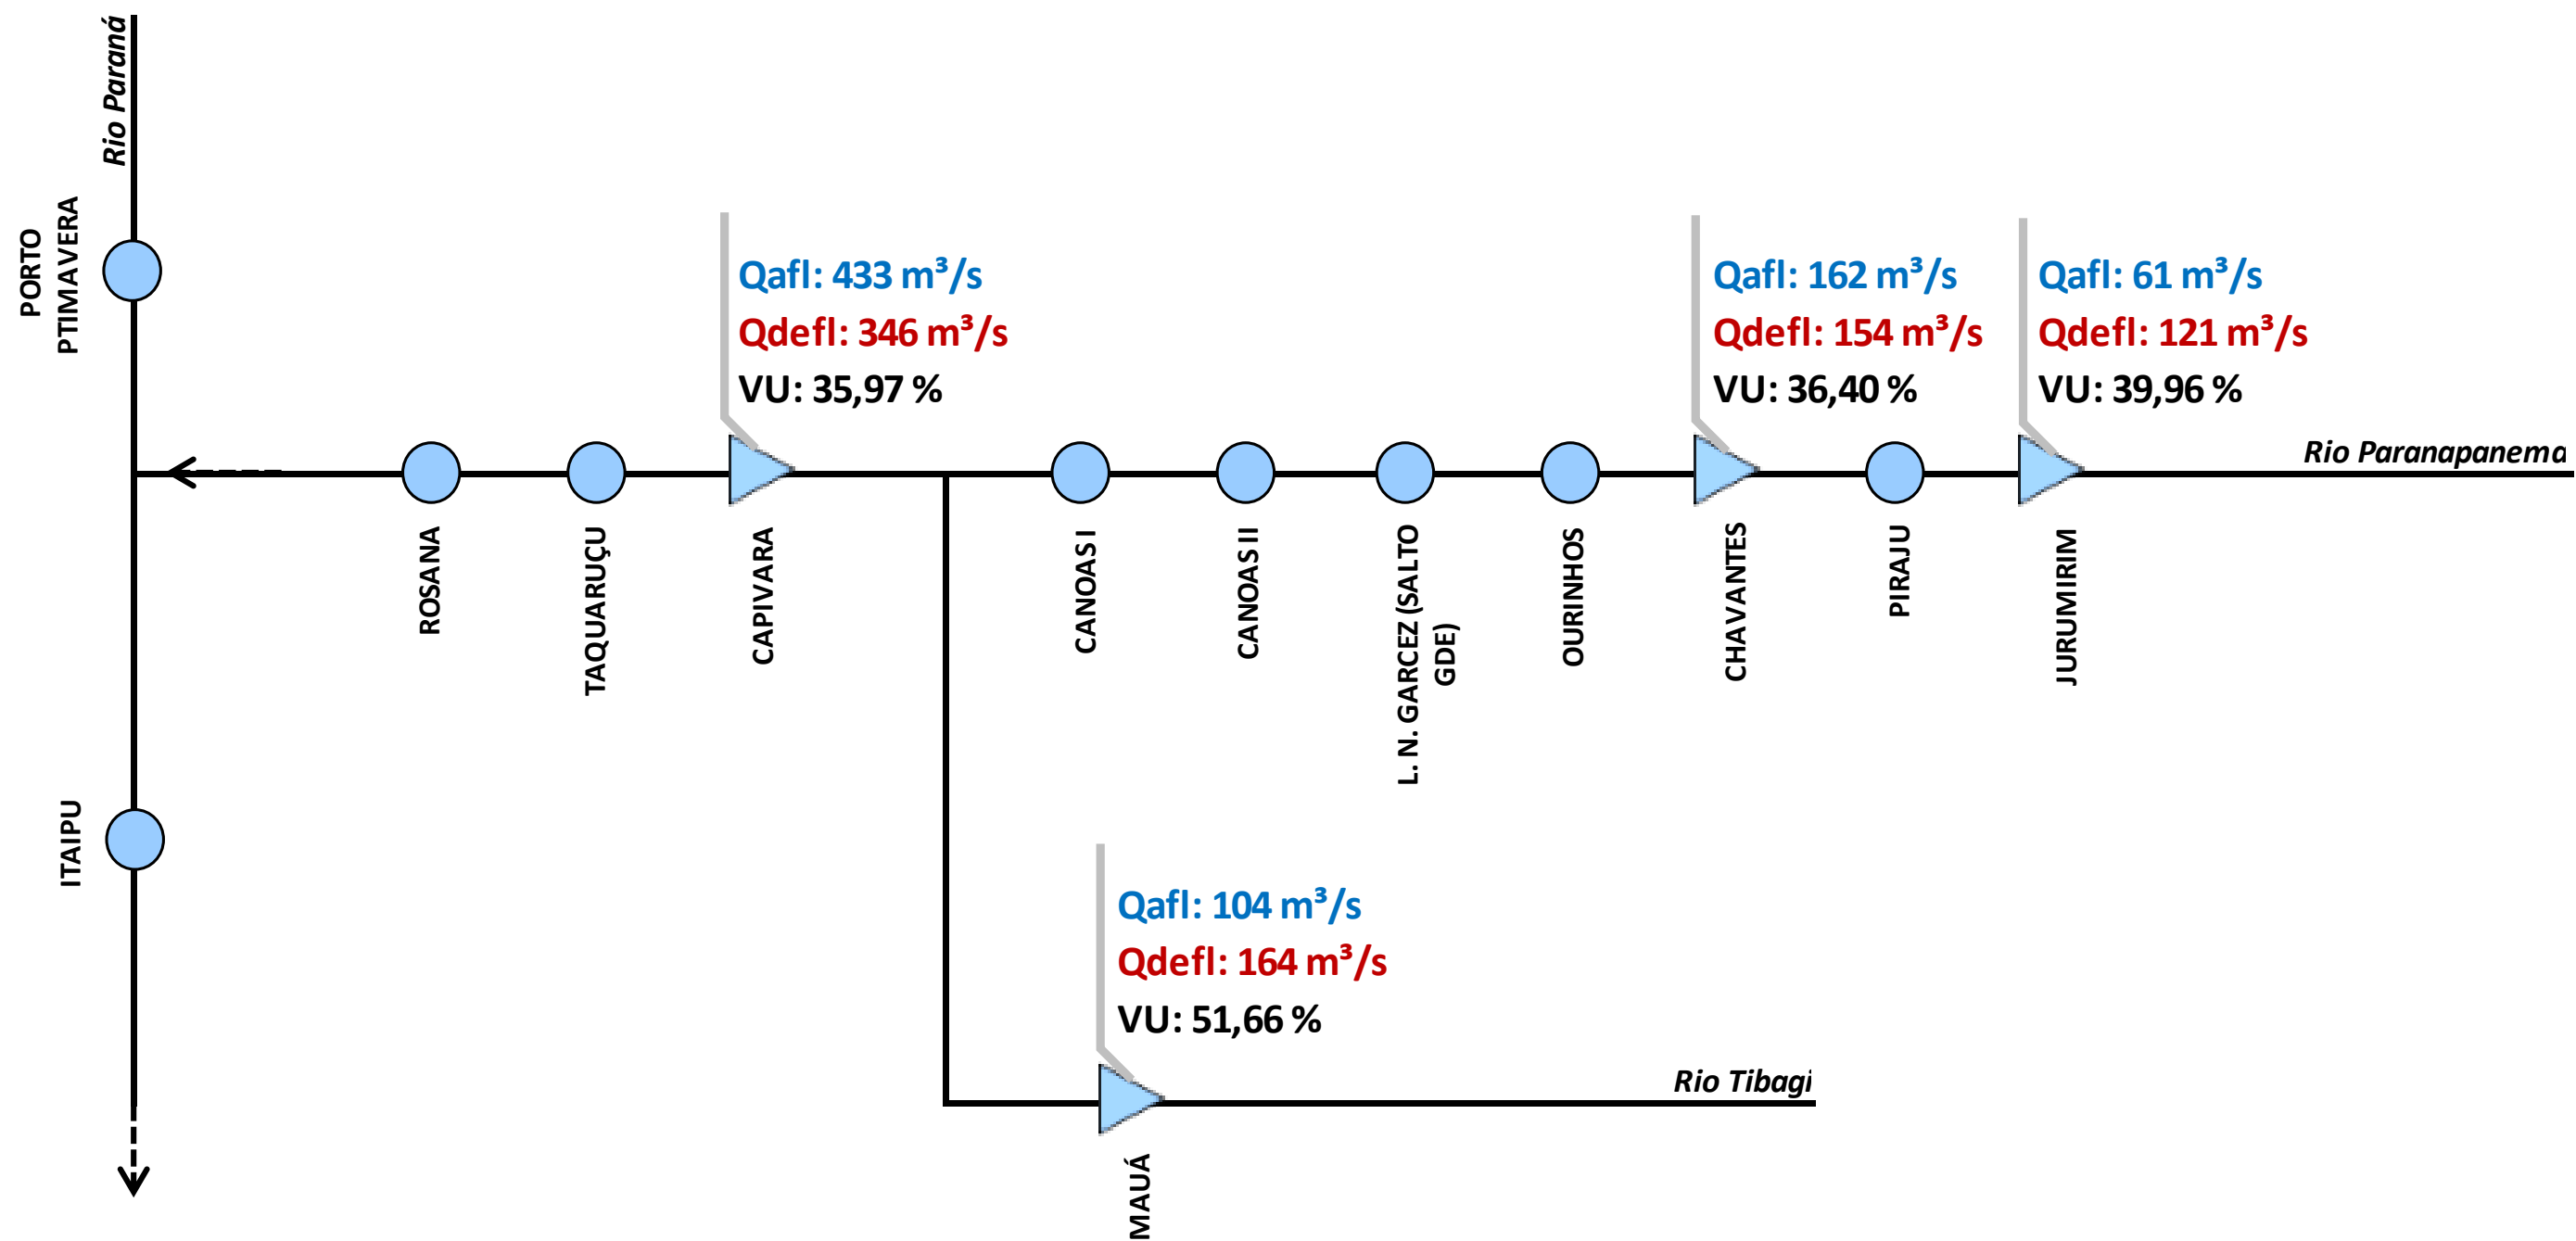 Rio Paraná
PORTO
PTIMAVERA
Qafl: 433 m³/s
Qdefl: 346 m³/s
VU: 35,97 %
Qafl: 162 m³/s
Qdefl: 154 m³/s
VU: 36,40 %
Qafl: 61 m³/s
Qdefl: 121 m³/s
VU: 39,96 %
Rio Paranapanema
ROSANA
TAQUARUÇU
CAPIVARA
CANOAS I
CANOAS II
L. N. GARCEZ (SALTO
GDE)
OURINHOS
CHAVANTES
PIRAJU
JURUMIRIM
ITAIPU
Qafl: 104 m³/s
Qdefl: 164 m³/s
VU: 51,66 %
Rio Tibagi
MAUÁ